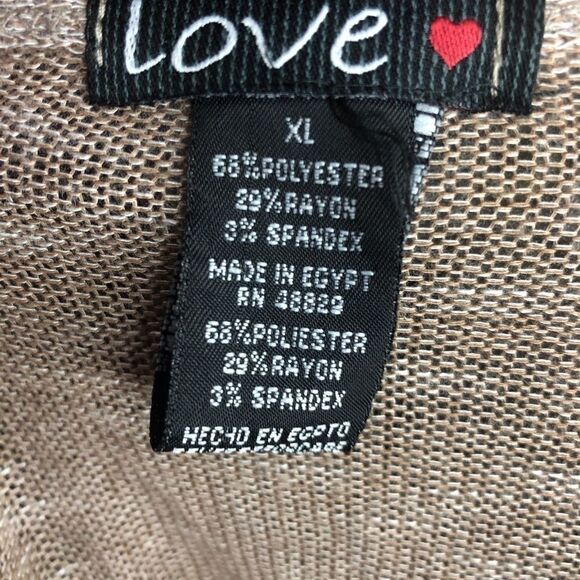 love
XL
68%POLYESTER
29%RAYON
3% SPANDEX
MADE IN EGYPT
RN 48829
68%POLIESTER
29%RAYON
3% SPANDEX
HECHO EN EGPTO